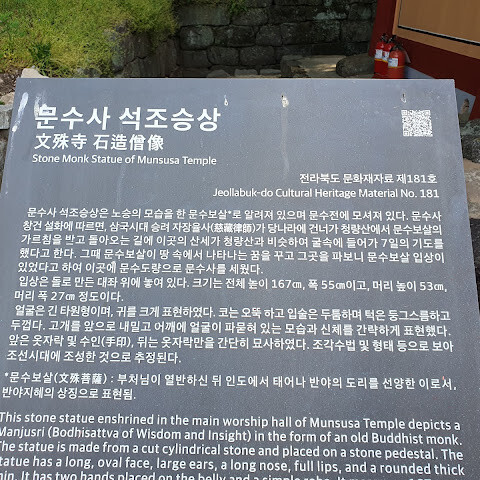 문수사 석조승상
文殊寺 石造僧像
Stone Monk Statue of Munsusa Temple
전라북도 문화재자료 제181호
Jeollabuk-do Cultural Heritage Material No. 181
문수사 석조승상은 노승의 모습을 한 문수보살*로 알려져 있으며 문수전에 모셔져 있다. 문수사
창건 설화에 따르면, 삼국시대 승려 자장율사(慈藏律師)가 당나라에 건너가 청량산에서 문수보살의
가르침을 받고 돌아오는 길에 이곳의 산세가 청량산과 비슷하여 굴속에 들어가 7일의 기도를
했다고 한다. 그때 문수보살이 땅 속에서 나타나는 꿈을 꾸고 그곳을 파보니 문수보살 입상이
있었다고 하여 이곳에 문수도량으로 문수사를 세웠다.
입상은 돌로 만든 대좌 위에 놓여 있다. 크기는 전체 높이 167㎝, 폭 55㎝이고, 머리 높이 53㎝,
머리 폭 27㎝ 정도이다.
얼굴은 긴 타원형이며, 귀를 크게 표현하였다. 코는 오뚝 하고 입술은 두툼하며 턱은 둥그스름하고
두껍다. 고개를 앞으로 내밀고 어깨에 얼굴이 파묻혀 있는 모습과 신체를 간략하게 표현했다.
앞은 옷자락 및 수인(手印), 뒤는 옷자락만을 간단히 묘사하였다. 조각수법 및 형태 등으로 보아
조선시대에 조성한 것으로 추정된다.
*문수보살(文殊菩薩) : 부처님이 열반하신 뒤 인도에서 태어나 반야의 도리를 선양한 이로서,
반야지혜의 상징으로 표현됨.
This stone statue enshrined in the main worship hall of Munsusa Temple depicts a
Manjusri (Bodhisattva of Wisdom and Insight) in the form of an old Buddhist monk.
The statue is made from a cut cylindrical stone and placed on a stone pedestal. The
statue has a long, oval face, large ears, a long nose, full lips, and a rounded thick
chin. It has two hands placed on the belly and a simple robe.